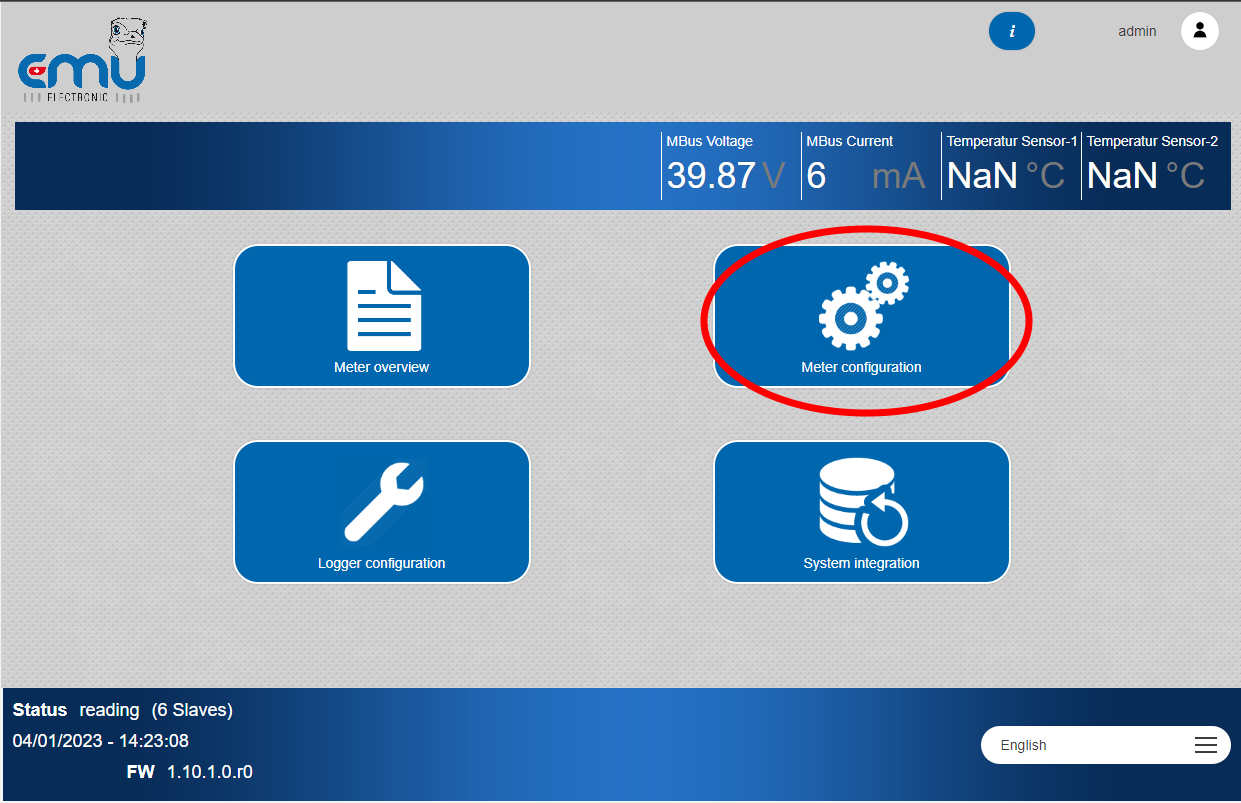 emu
ELECTRONIC
i
admin
MBus Voltage
39.87 V
MBus Current
6 mA
Temperatur Sensor-1
NaN °C
Temperatur Sensor-2
NaN °C
Meter overview
Meter configuration
Logger configuration
System integration
Status reading (6 Slaves)
04/01/2023 - 14:23:08
FW 1.10.1.0.r0
English